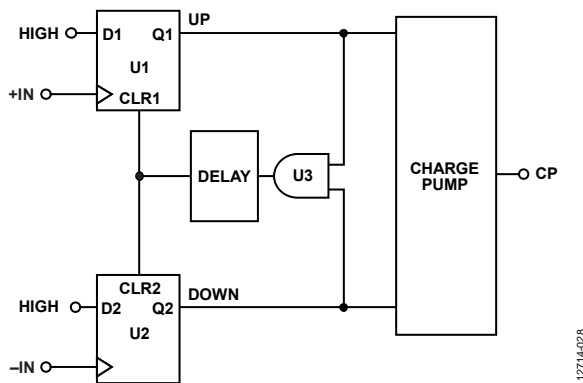 UP
HIGH D1 Q1
U1
+IN
CLR1
DELAY
U3
CHARGE
PUMP
CP
CLR2
DOWN
HIGH D2 Q2
U2
–IN
12714-028